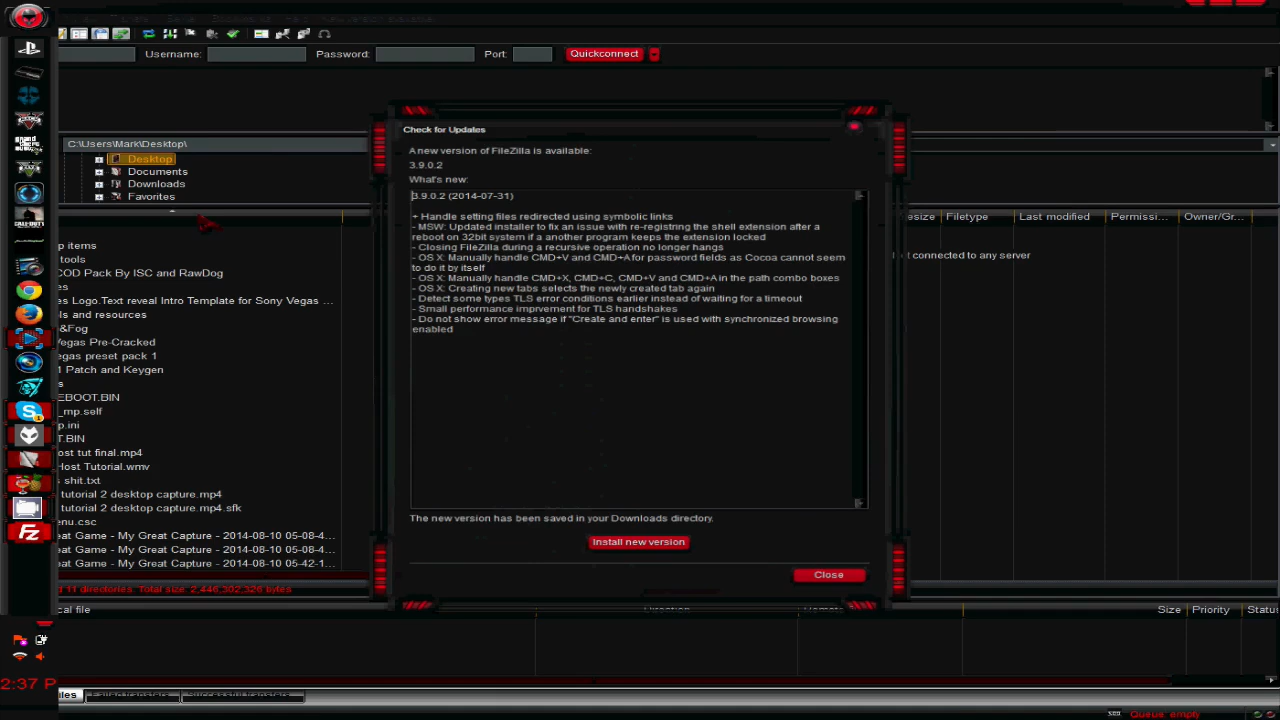 Username:
Password:
Port:
Quickconnect
C:\Users\Mark\Desktop\
Desktop
Documents
Downloads
Favorites
Check for Updates
A new version of FileZilla is available:
3.9.0.2
What's new:
3.9.0.2 (2014-07-31)
+ Handle setting files redirected using symbolic links
- MSW: Updated installer to fix an issue with re-registring the shell extension after a
reboot on 32bit system if a another program keeps the extension locked
- Closing FileZilla during a recursive operation no longer hangs
- OS X: Manually handle CMD+V and CMD+A for password fields as Cocoa cannot seem
to do it by itself
- OS X: Manually handle CMD+X, CMD+C, CMD+V and CMD+A in the path combo boxes
- OS X: Creating new tabs selects the newly created tab again
- Detect some types TLS error conditions earlier instead of waiting for a timeout
- Small performance imprvement for TLS handshakes
- Do not show error message if "Create and enter" is used with synchronized browsing
enabled
The new version has been saved in your Downloads directory.
Install new version
Close
esize Filetype Last modified Permissi... Owner/Gr...
ot connected to any server
op items
tools
COD Pack By ISC and RawDog
es Logo.Text reveal Intro Template for Sony Vegas ...
ts and resources
&Fog
egas Pre-Cracked
egas preset pack 1
1 Patch and Keygen
s
EBOOT.BIN
_mp.self
p.ini
T.BIN
ost tut final.mp4
Host Tutorial.wmv
s shit.txt
tutorial 2 desktop capture.mp4
tutorial 2 desktop capture.mp4.sfk
enu.csc
eat Game - My Great Capture - 2014-08-10 05-08-4...
eat Game - My Great Capture - 2014-08-10 05-08-4...
eat Game - My Great Capture - 2014-08-10 05-42-1...
d 11 directories. Total size: 2,446,302,326 bytes
cal file
Direction
Size Priority Status
2:37 P
iles
Failed transfers
Successful transfers
Queue: empty